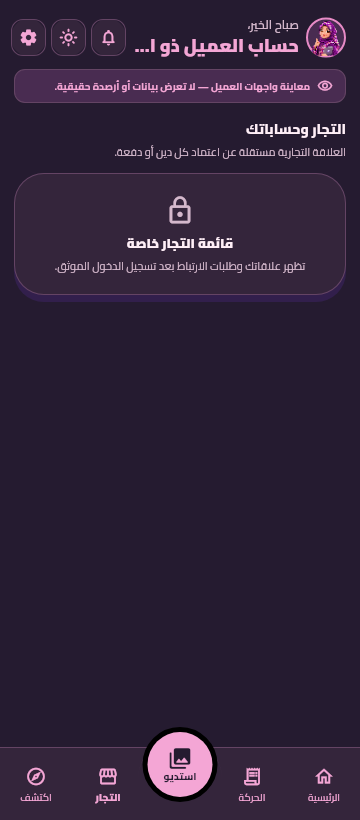 صباح الخير،
حساب العميل ذو ا...
معاينة واجهات العميل — لا تعرض بيانات أو أرصدة حقيقية.
التجار وحساباتك
العلاقة التجارية مستقلة عن اعتماد كل دين أو دفعة.
قائمة التجار خاصة
تظهر علاقاتك وطلبات الارتباط بعد تسجيل الدخول الموثق.
الرئيسية
الحركة
استديو
التجار
اكتشف